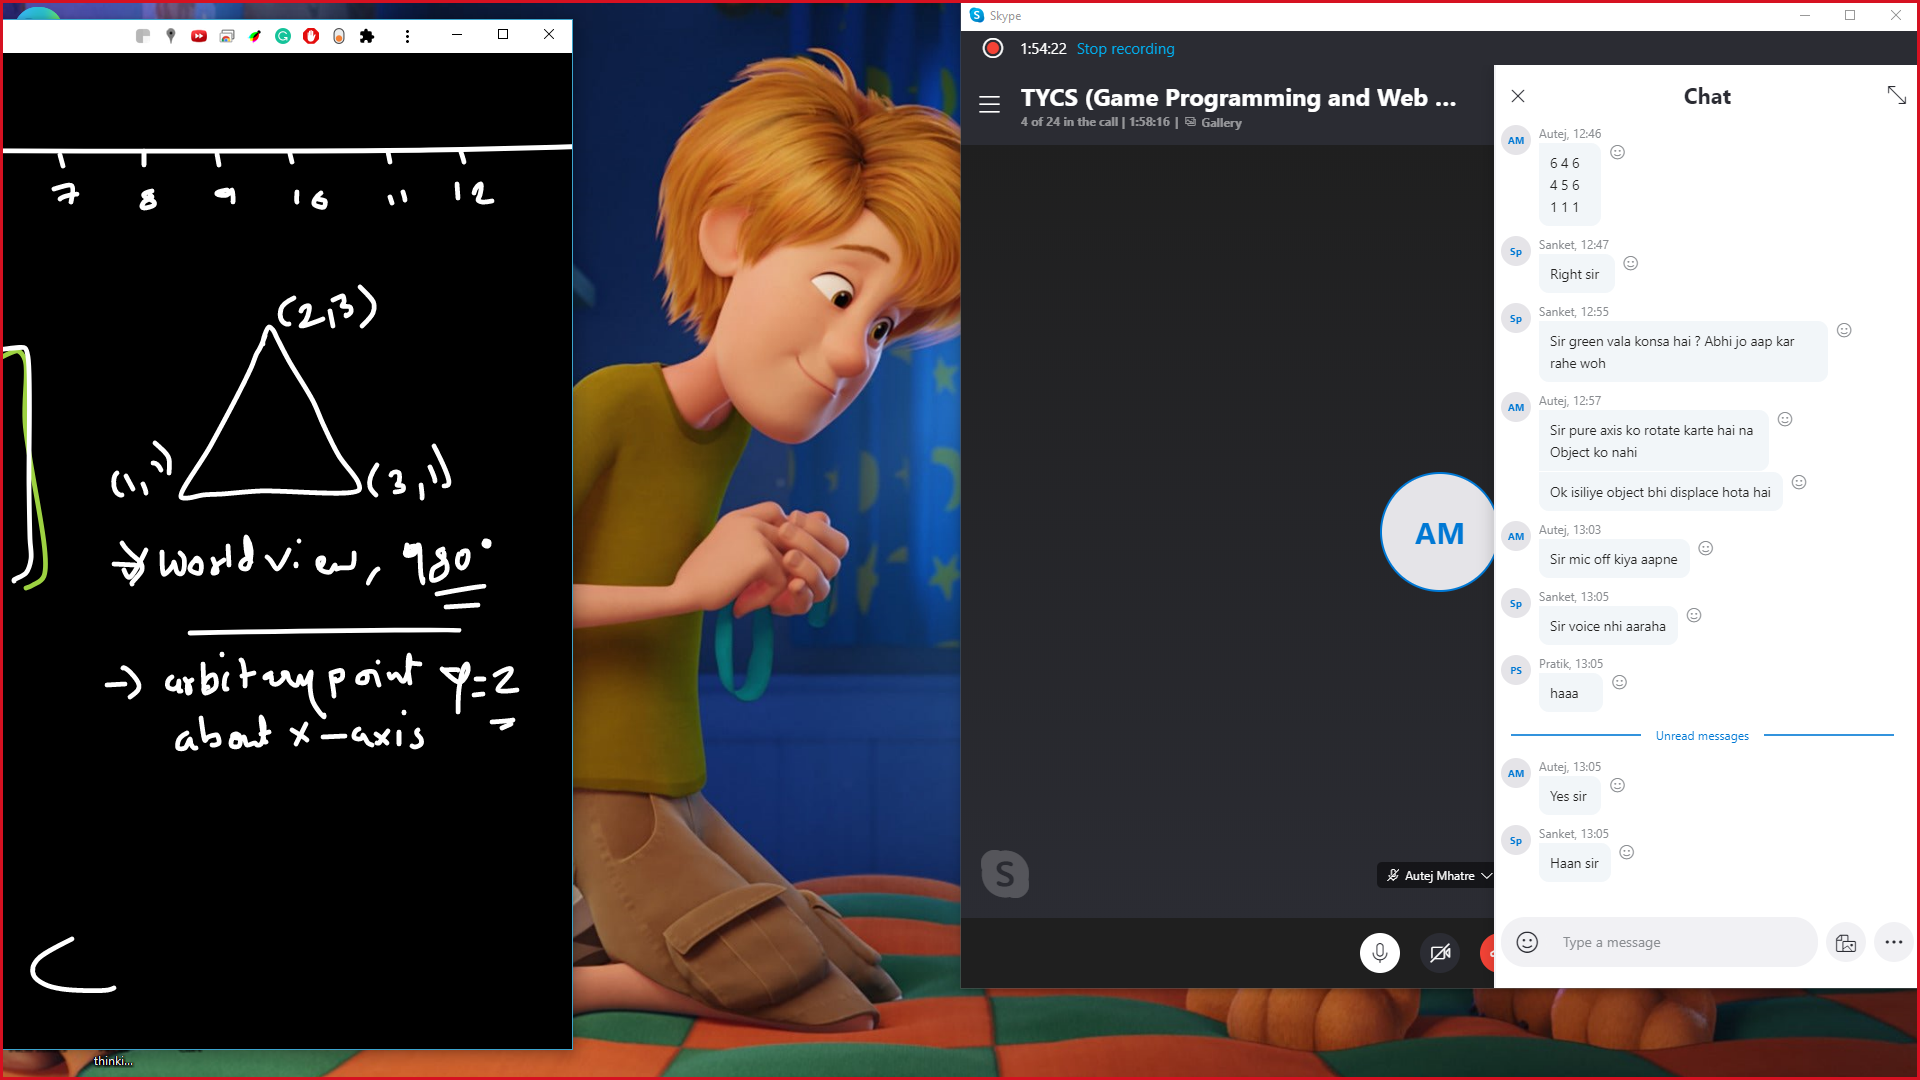 7 8 9 10 11 12
(2,3)
(1,1)
(3,1)
→ world view, 980°
→ arbitary point y=2
about x-axis
thinki...
Skype
1:54:22 Stop recording
TYCS (Game Programming and Web ...
4 of 24 in the call | 1:58:16 | Gallery
AM
S
Autej Mhatre
Chat
AM
Autej, 12:46
6 4 6
4 5 6
1 1 1
Sp
Sanket, 12:47
Right sir
Sp
Sanket, 12:55
Sir green vala konsa hai ? Abhi jo aap kar
rahe woh
AM
Autej, 12:57
Sir pure axis ko rotate karte hai na
Object ko nahi
Ok isiliye object bhi displace hota hai
AM
Autej, 13:03
Sir mic off kiya aapne
Sp
Sanket, 13:05
Sir voice nhi aaraha
PS
Pratik, 13:05
haaa
Unread messages
AM
Autej, 13:05
Yes sir
Sp
Sanket, 13:05
Haan sir
Type a message